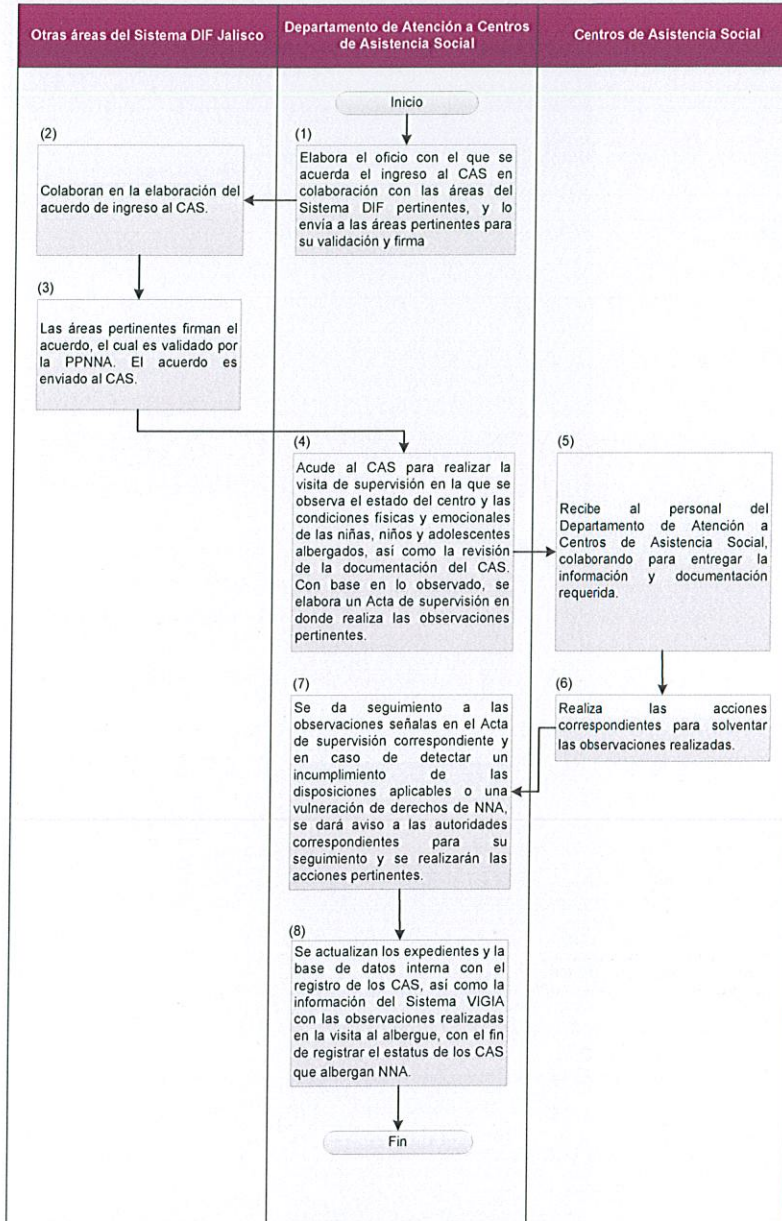 Otras áreas del Sistema DIF Jalisco
Departamento de Atención a Centros
de Asistencia Social
Centros de Asistencia Social
Inicio
(1)
Elabora el oficio con el que se
acuerda el ingreso al CAS en
colaboración con las áreas del
Sistema DIF pertinentes, y lo
envía a las áreas pertinentes para
su validación y firma
(2)
Colaboran en la elaboración del
acuerdo de ingreso al CAS.
(3)
Las áreas pertinentes firman el
acuerdo, el cual es validado por
la PPNNA. El acuerdo es
enviado al CAS.
(4)
Acude al CAS para realizar la
visita de supervisión en la que se
observa el estado del centro y las
condiciones físicas y emocionales
de las niñas, niños y adolescentes
albergados, así como la revisión
de la documentación del CAS.
Con base en lo observado, se
elabora un Acta de supervisión en
donde realiza las observaciones
pertinentes.
(5)
Recibe al personal del
Departamento de Atención a
Centros de Asistencia Social,
colaborando para entregar la
información y documentación
requerida.
(6)
Realiza las acciones
correspondientes para solventar
las observaciones realizadas.
(7)
Se da seguimiento a las
observaciones señalas en el Acta
de supervisión correspondiente y
en caso de detectar un
incumplimiento de las
disposiciones aplicables o una
vulneración de derechos de NNA,
se dará aviso a las autoridades
correspondientes para su
seguimiento y se realizarán las
acciones pertinentes.
(8)
Se actualizan los expedientes y la
base de datos interna con el
registro de los CAS, así como la
información del Sistema VIGIA
con las observaciones realizadas
en la visita al albergue, con el fin
de registrar el estatus de los CAS
que albergan NNA.
Fin